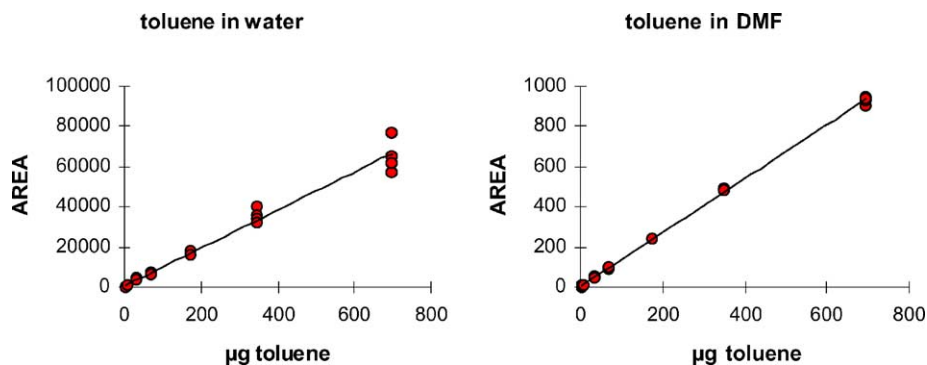 toluene in water
100000
80000
60000
40000
20000
0
AREA
0 200 400 600 800
µg toluene
toluene in DMF
1000
800
600
400
200
0
AREA
0 200 400 600 800
µg toluene